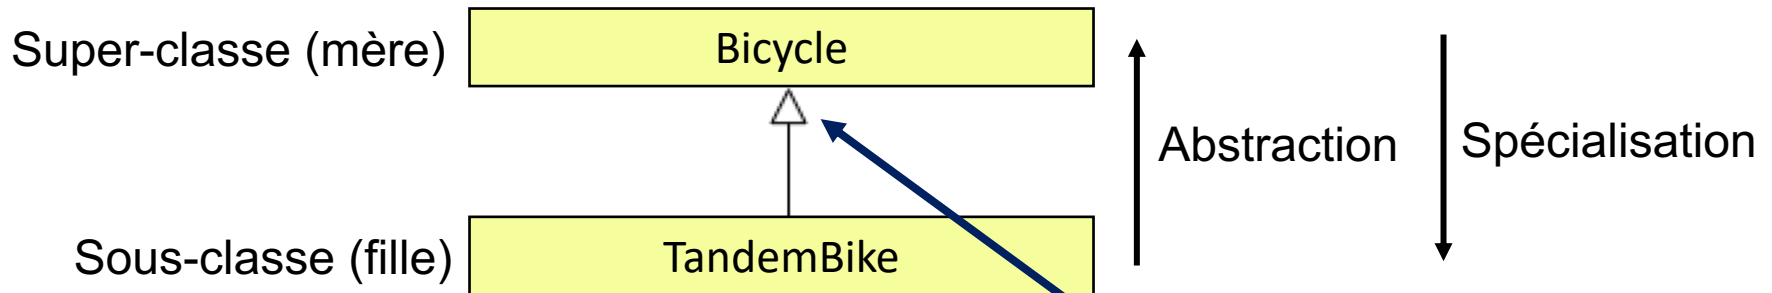 Super-classe (mère)
Bicycle
Abstraction
Spécialisation
Sous-classe (fille)
TandemBike